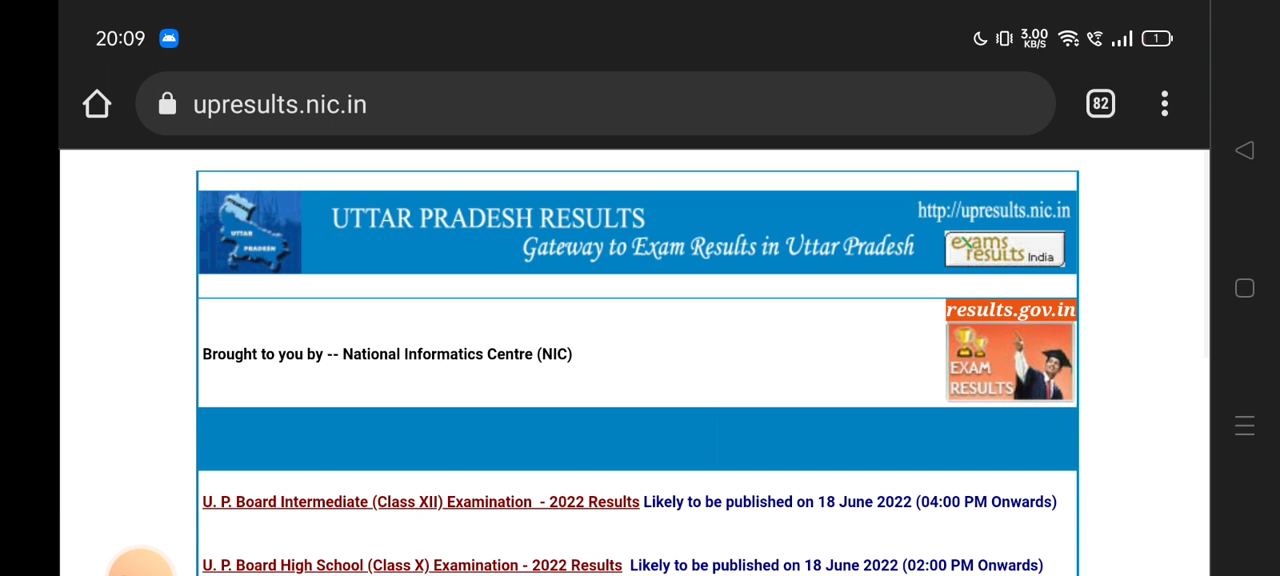 20:09
3.00
KB/S
1
upresults.nic.in
82
UTTAR PRADESH
UTTAR PRADESH RESULTS
http://upresults.nic.in
Gateway to Exam Results in Uttar Pradesh
exams
results India
results.gov.in
Brought to you by -- National Informatics Centre (NIC)
EXAM
RESULTS
U. P. Board Intermediate (Class XII) Examination - 2022 Results Likely to be published on 18 June 2022 (04:00 PM Onwards)
U. P. Board High School (Class X) Examination - 2022 Results Likely to be published on 18 June 2022 (02:00 PM Onwards)